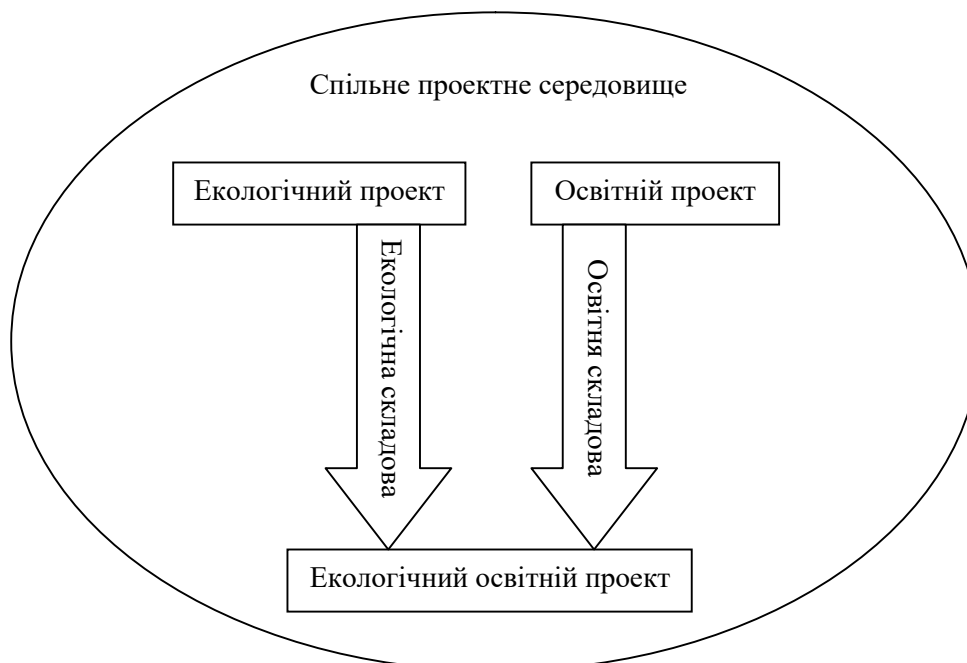 Спільне проектне середовище
Екологічний проект
Освітній проект
Екологічна складова
Освітня складова
Екологічний освітній проект